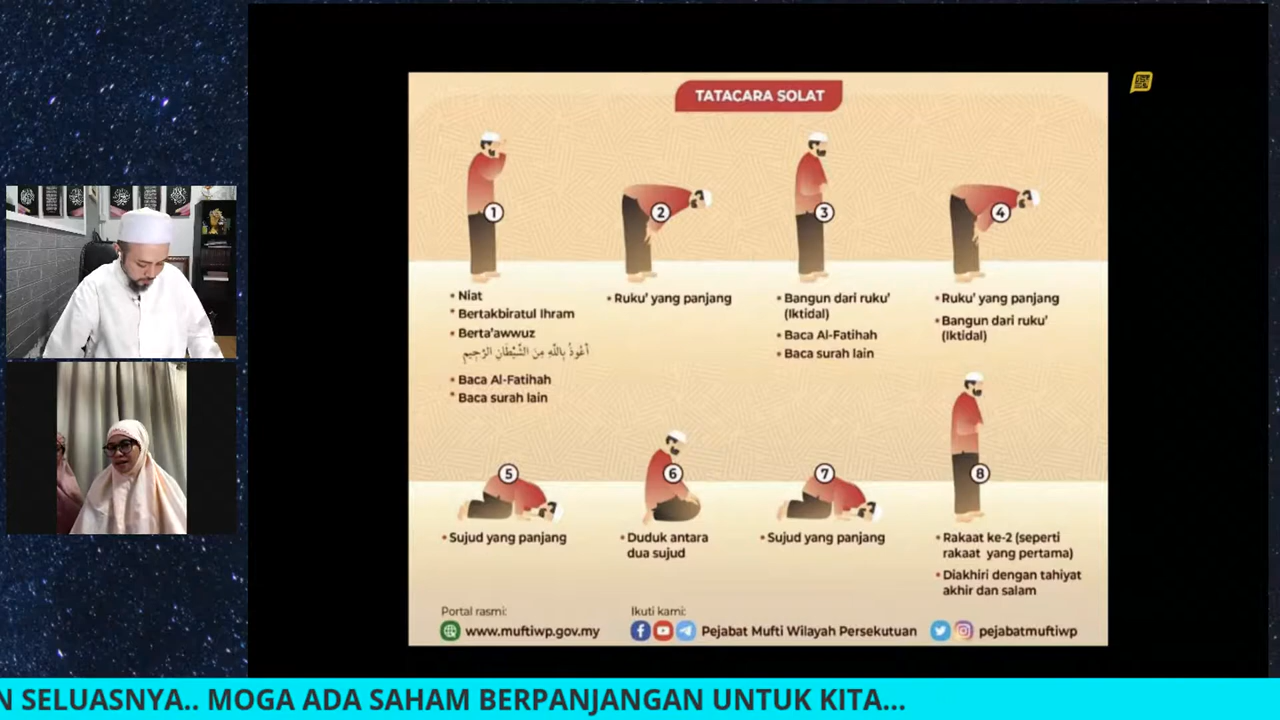 TATACARA SOLAT
1
2
3
4
• Niat
• Bertakbiratul Ihram
• Berta'awwuz
أَعُوذُ بِاللهِ مِنَ الشَّيْطَانِ الرَّجِيمِ
• Baca Al-Fatihah
• Baca surah lain
• Ruku' yang panjang
• Bangun dari ruku'
(Iktidal)
• Baca Al-Fatihah
• Baca surah lain
• Ruku' yang panjang
• Bangun dari ruku'
(Iktidal)
5
6
7
8
• Sujud yang panjang
• Duduk antara
dua sujud
• Sujud yang panjang
• Rakaat ke-2 (seperti
rakaat yang pertama)
• Diakhiri dengan tahiyat
akhir dan salam
Portal rasmi:
www.muftiwp.gov.my
Ikuti kami:
Pejabat Mufti Wilayah Persekutuan
pejabatmuftiwp
N SELUASNYA.. MOGA ADA SAHAM BERPANJANGAN UNTUK KITA...